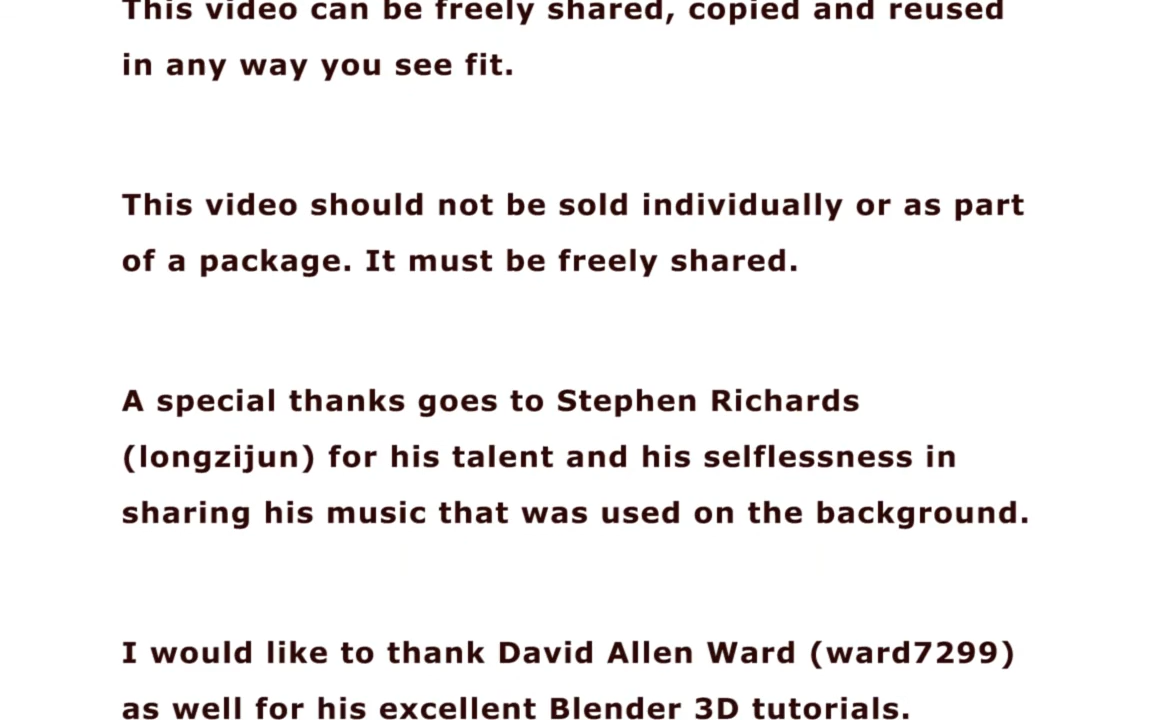 This video can be freely shared, copied and reused
in any way you see fit.
This video should not be sold individually or as part
of a package. It must be freely shared.
A special thanks goes to Stephen Richards
(longzijun) for his talent and his selflessness in
sharing his music that was used on the background.
I would like to thank David Allen Ward (ward7299)
as well for his excellent Blender 3D tutorials.